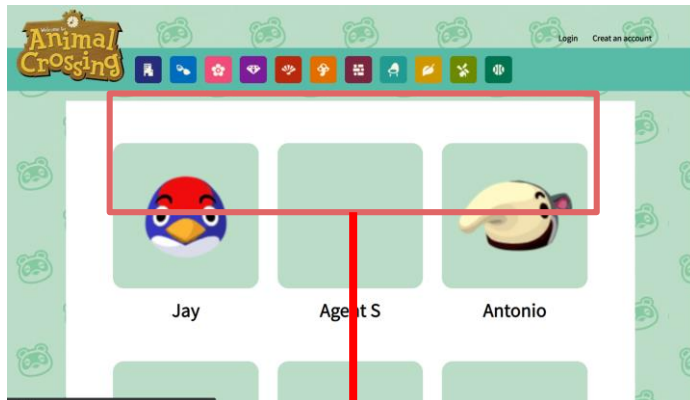 Welcome to
Animal
Crossing
Login Creat an account
Jay Agent S Antonio